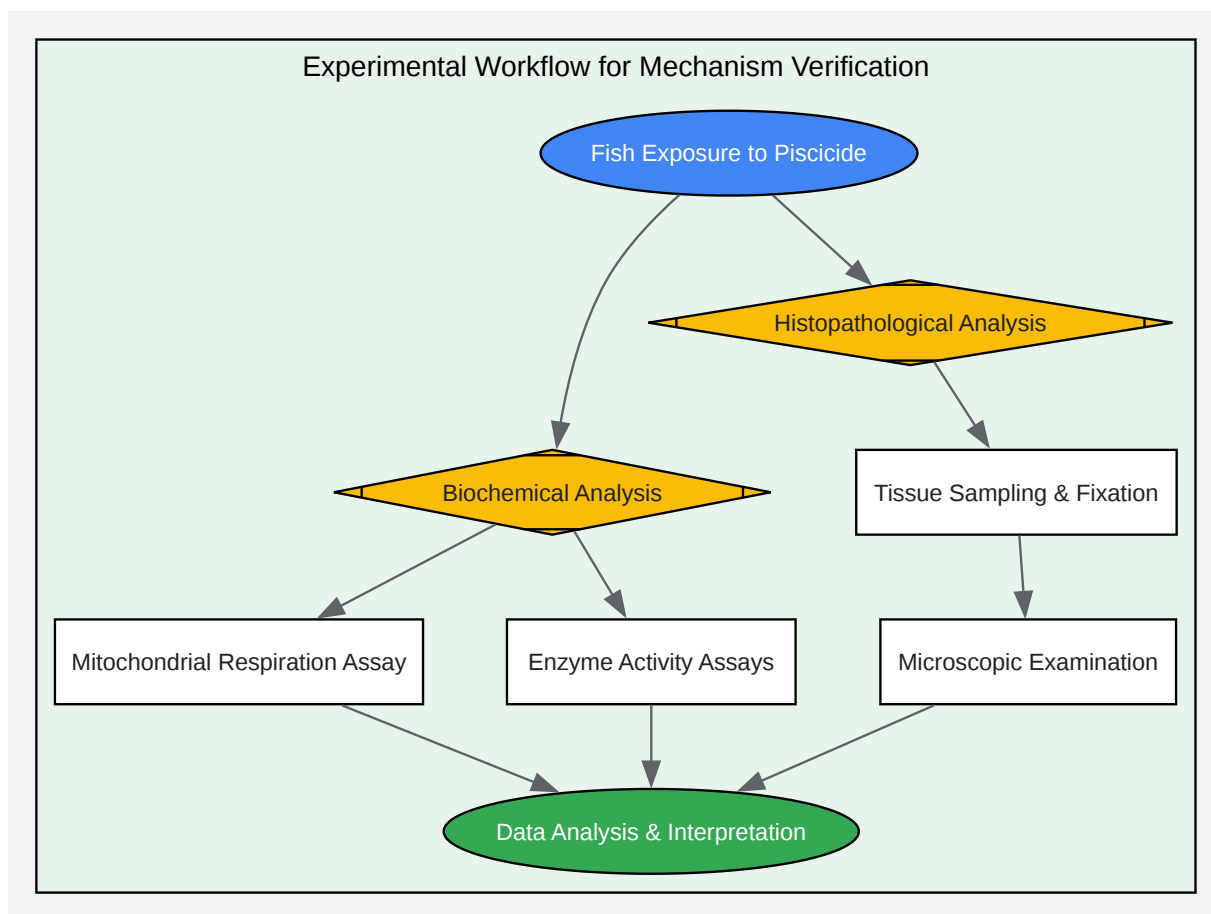 Experimental Workflow for Mechanism Verification
Fish Exposure to Piscicide
Histopathological Analysis
Biochemical Analysis
Tissue Sampling & Fixation
Mitochondrial Respiration Assay
Enzyme Activity Assays
Microscopic Examination
Data Analysis & Interpretation